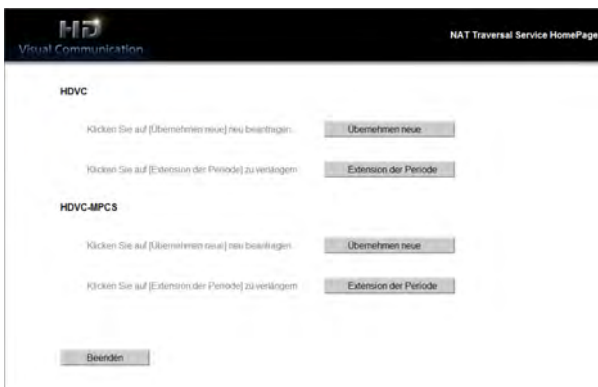 HD
Visual Communication
NAT Traversal Service HomePage
HDVC
Klicken Sie auf [Übernehmen neue] neu beantragen.
Übernehmen neue
Klicken Sie auf [Extension der Periode] zu verlängern
Extension der Periode
HDVC-MPCS
Klicken Sie auf [Übernehmen neue] neu beantragen.
Übernehmen neue
Klicken Sie auf [Extension der Periode] zu verlängern
Extension der Periode
Beenden